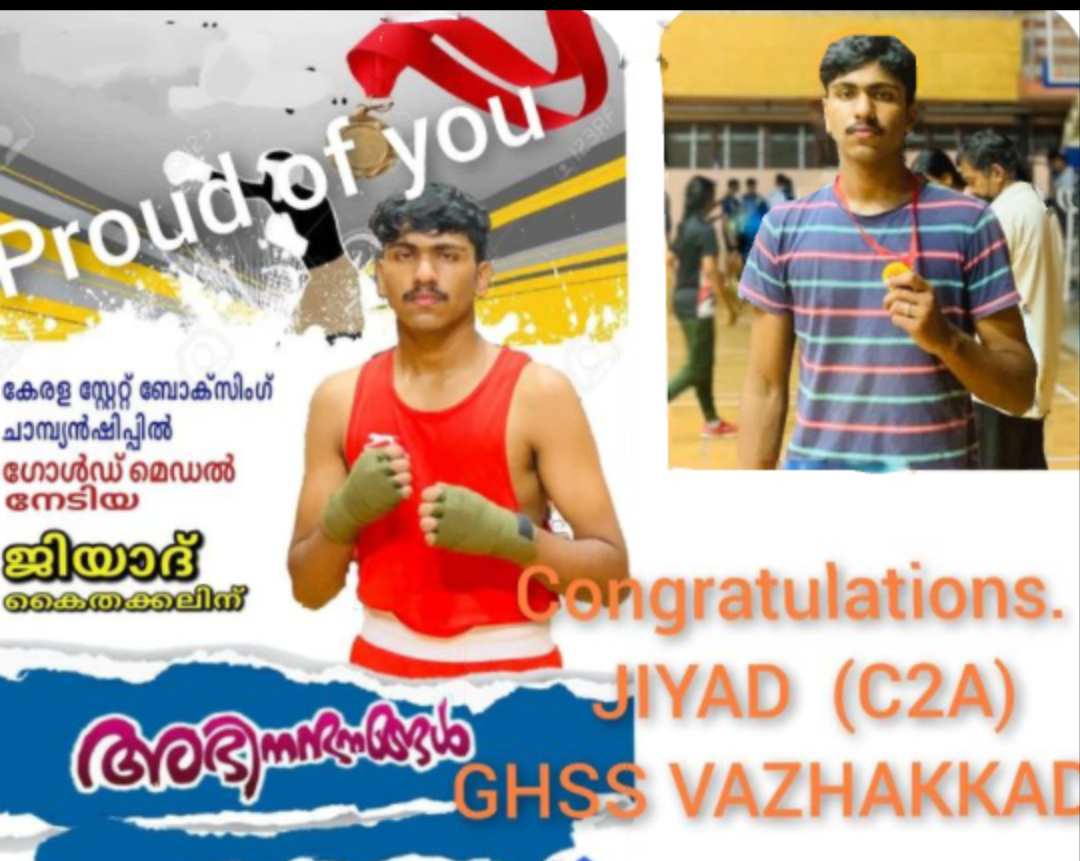 Proud of you
കേരള സ്റ്റേറ്റ് ബോക്സിംഗ്
ചാമ്പ്യൻഷിപ്പിൽ
ഗോൾഡ് മെഡൽ
നേടിയ
ജിയാദ്
കൈതക്കലിന്
അഭിനന്ദനങ്ങൾ
Congratulations.
JIYAD (C2A)
GHSS VAZHAKKAD